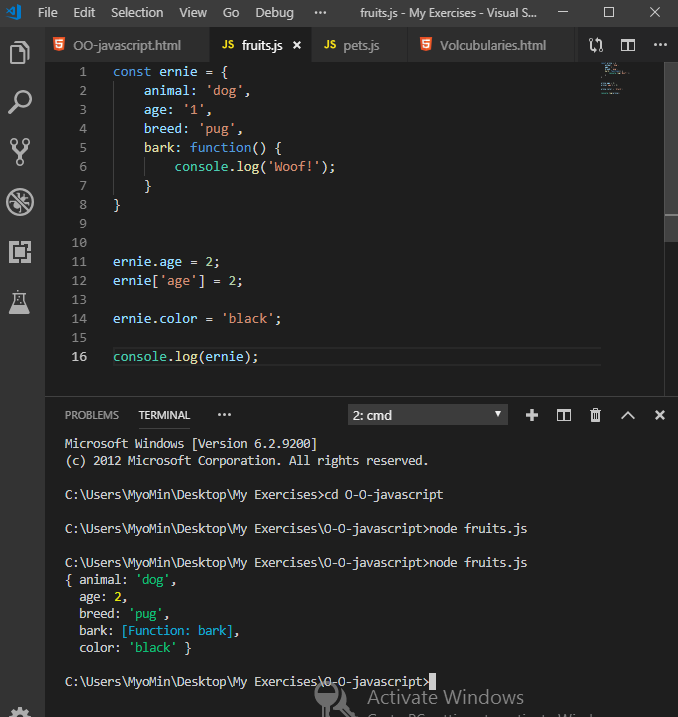 File Edit Selection View Go Debug ••• fruits.js - My Exercises - Visual S...
OO-javascript.html JS fruits.js × JS pets.js Volcubularies.html •••
1 const ernie = {
2 animal: 'dog',
3 age: '1',
4 breed: 'pug',
5 bark: function() {
6 console.log('Woof!');
7 }
8 }
9
10
11 ernie.age = 2;
12 ernie['age'] = 2;
13
14 ernie.color = 'black';
15
16 console.log(ernie);
PROBLEMS TERMINAL ••• 2: cmd
Microsoft Windows [Version 6.2.9200]
(c) 2012 Microsoft Corporation. All rights reserved.
C:\Users\MyoMin\Desktop\My Exercises>cd O-O-javascript
C:\Users\MyoMin\Desktop\My Exercises\O-O-javascript>node fruits.js
C:\Users\MyoMin\Desktop\My Exercises\O-O-javascript>node fruits.js
{ animal: 'dog',
age: 2,
breed: 'pug',
bark: [Function: bark],
color: 'black' }
C:\Users\MyoMin\Desktop\My Exercises\O-O-javascript>
Activate Windows